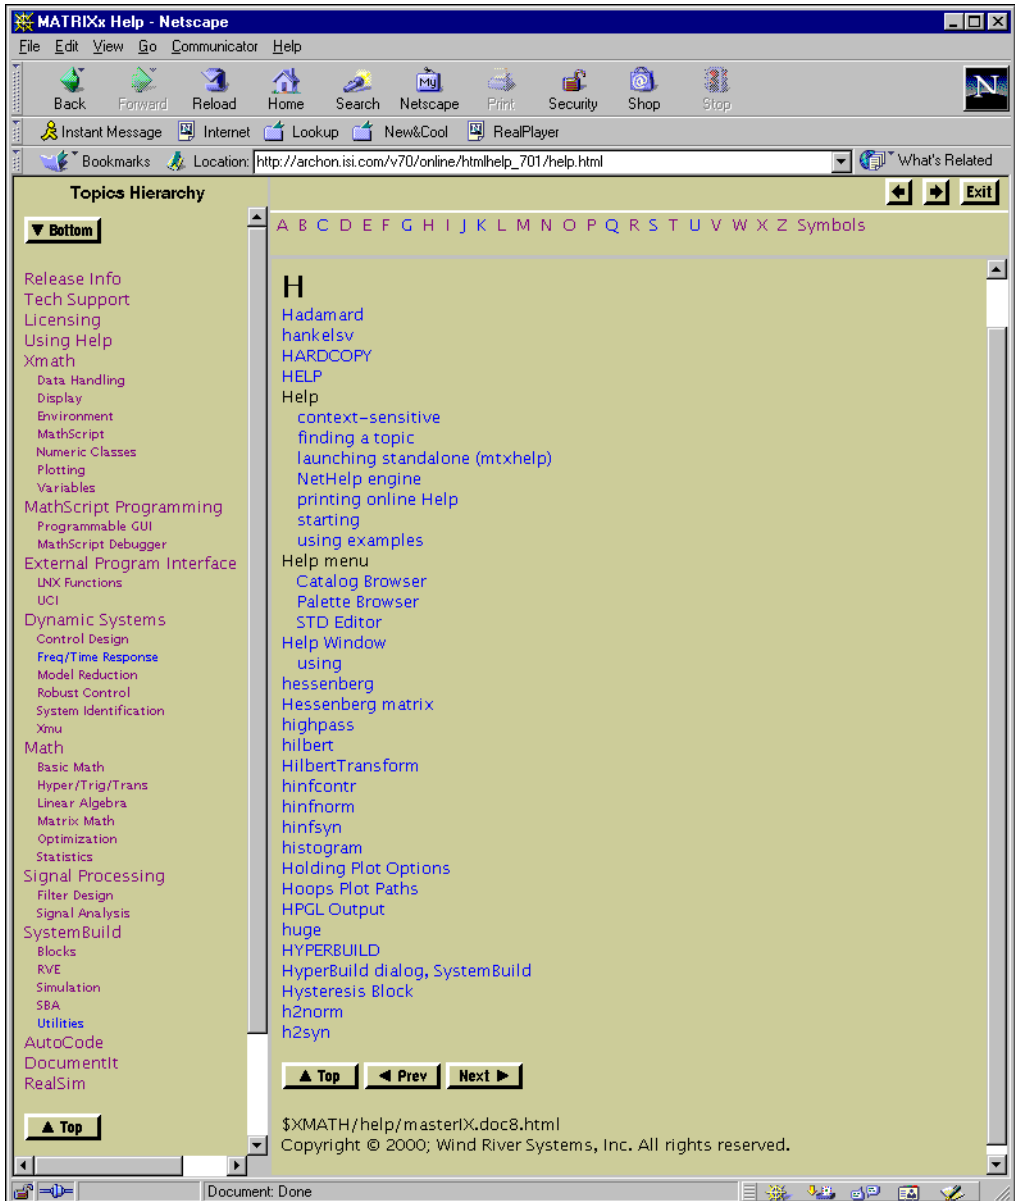 MATRIXx Help - Netscape
File Edit View Go Communicator Help
Back Forward Reload Home Search Netscape Print Security Shop Stop
My
N
Instant Message Internet Lookup New&Cool RealPlayer
Bookmarks Location: http://archon.isi.com/v70/online/htmlhelp_701/help.html What's Related
Topics Hierarchy
Exit
Bottom
A B C D E F G H I J K L M N O P Q R S T U V W X Z Symbols
Release Info
Tech Support
Licensing
Using Help
Xmath
Data Handling
Display
Environment
MathScript
Numeric Classes
Plotting
Variables
MathScript Programming
Programmable GUI
MathScript Debugger
External Program Interface
LNX Functions
UCI
Dynamic Systems
Control Design
Freq/Time Response
Model Reduction
Robust Control
System Identification
Xmu
Math
Basic Math
Hyper/Trig/Trans
Linear Algebra
Matrix Math
Optimization
Statistics
Signal Processing
Filter Design
Signal Analysis
SystemBuild
Blocks
RVE
Simulation
SBA
Utilities
AutoCode
DocumentIt
RealSim
Top
H
Hadamard
hankelsv
HARDCOPY
HELP
Help
context-sensitive
finding a topic
launching standalone (mtxhelp)
NetHelp engine
printing online Help
starting
using examples
Help menu
Catalog Browser
Palette Browser
STD Editor
Help Window
using
hessenberg
Hessenberg matrix
highpass
hilbert
HilbertTransform
hinfcontr
hinfnorm
hinfsyn
histogram
Holding Plot Options
Hoops Plot Paths
HPGL Output
huge
HYPERBUILD
HyperBuild dialog, SystemBuild
Hysteresis Block
h2norm
h2syn
Top Prev Next
$XMATH/help/masterIX.doc8.html
Copyright © 2000; Wind River Systems, Inc. All rights reserved.
Document: Done